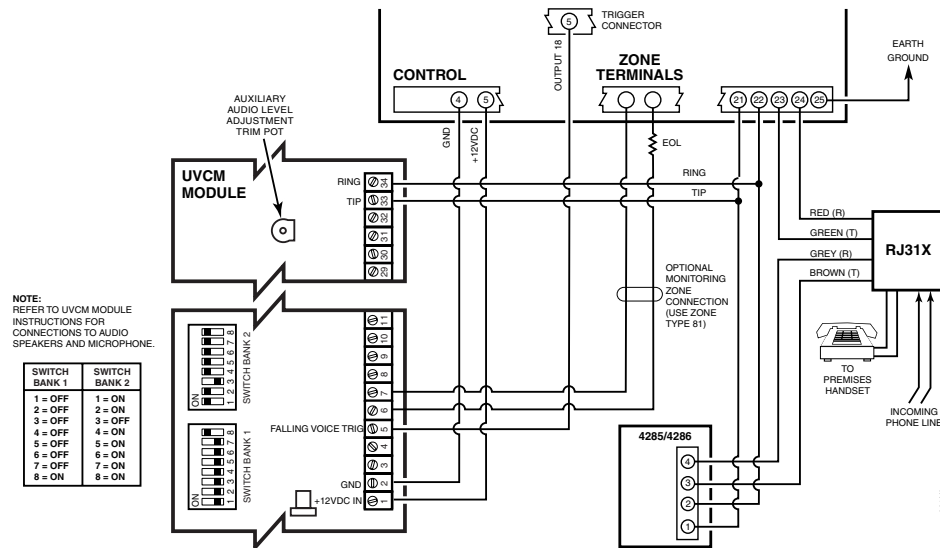 5
TRIGGER
CONNECTOR
OUTPUT 18
CONTROL
4 5
GND
+12VDC
ZONE
TERMINALS
EOL
21 22 23 24 25
EARTH
GROUND
AUXILIARY
AUDIO LEVEL
ADJUSTMENT
TRIM POT
UVCM
MODULE
RING
TIP
34
33
32
31
30
29
RING
TIP
RED (R)
GREEN (T)
GREY (R)
BROWN (T)
RJ31X
OPTIONAL
MONITORING
ZONE
CONNECTION
(USE ZONE
TYPE 81)
TO
PREMISES
HANDSET
INCOMING
PHONE LINE
NOTE:
REFER TO UVCM MODULE
INSTRUCTIONS FOR
CONNECTIONS TO AUDIO
SPEAKERS AND MICROPHONE.
SWITCH BANK 1 SWITCH BANK 2
1 = OFF 1 = ON
2 = OFF 2 = ON
3 = OFF 3 = OFF
4 = OFF 4 = ON
5 = OFF 5 = ON
6 = OFF 6 = ON
7 = OFF 7 = ON
8 = ON 8 = ON
ON
1 2 3 4 5 6 7 8
SWITCH BANK 2
ON
1 2 3 4 5 6 7 8
SWITCH BANK 1
11
10
9
8
7
6
5
4
3
2
1
FALLING VOICE TRIG
GND
+12VDC IN
4285/4286
4
3
2
1